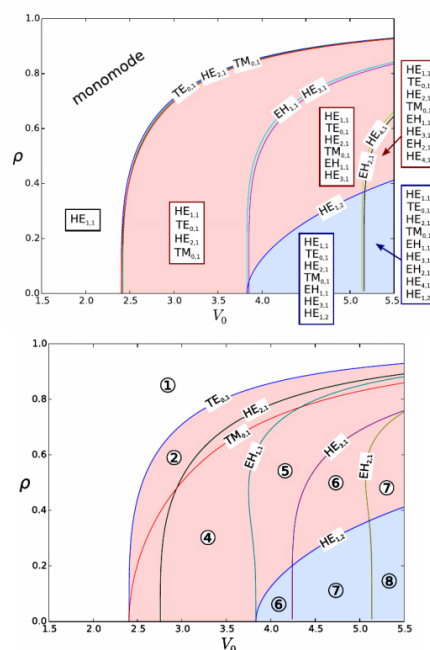 1.0
0.8
0.6
0.4
0.2
0.0
ρ
monomode
TE0,1
HE2,1
TM0,1
EH1,1
HE3,1
EH2,1
HE4,1
HE1,2
HE1,1
HE1,1
TE0,1
HE2,1
TM0,1
HE1,1
TE0,1
HE2,1
TM0,1
EH1,1
HE3,1
HE1,1
TE0,1
HE2,1
TM0,1
EH1,1
HE3,1
EH2,1
HE4,1
HE1,1
TE0,1
HE2,1
TM0,1
EH1,1
HE3,1
HE1,2
HE1,1
TE0,1
HE2,1
TM0,1
EH1,1
HE3,1
EH2,1
HE4,1
HE1,2
1.5 2.0 2.5 3.0 3.5 4.0 4.5 5.0 5.5
V0
1.0
0.8
0.6
0.4
0.2
0.0
ρ
①
TE0,1
HE2,1
TM0,1
②
EH1,1
⑤
HE3,1
EH2,1
⑥
⑦
④
HE1,2
⑥
⑦
⑧
1.5 2.0 2.5 3.0 3.5 4.0 4.5 5.0 5.5
V0